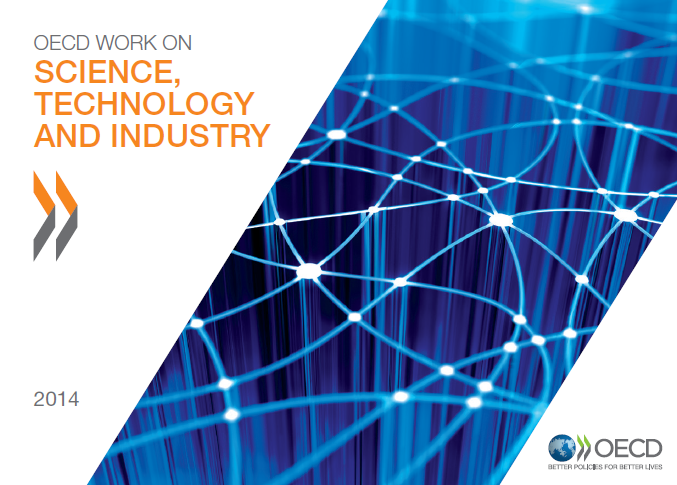 OECD WORK ON
SCIENCE,
TECHNOLOGY
AND INDUSTRY
2014
OECD
BETTER POLICIES FOR BETTER LIVES